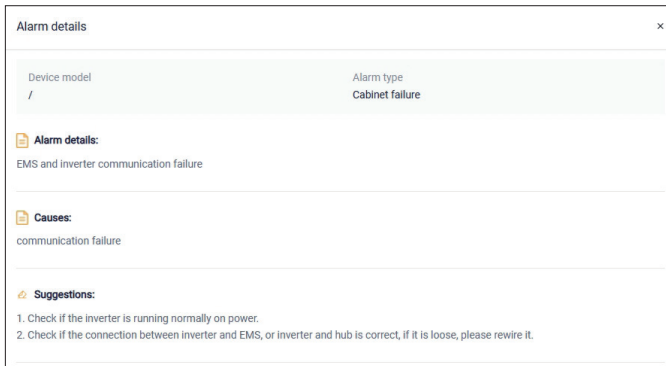 Alarm details
×
Device model
Alarm type
/
Cabinet failure
Alarm details:
EMS and inverter communication failure
Causes:
communication failure
Suggestions:
1. Check if the inverter is running normally on power.
2. Check if the connection between inverter and EMS, or inverter and hub is correct, if it is loose, please rewire it.